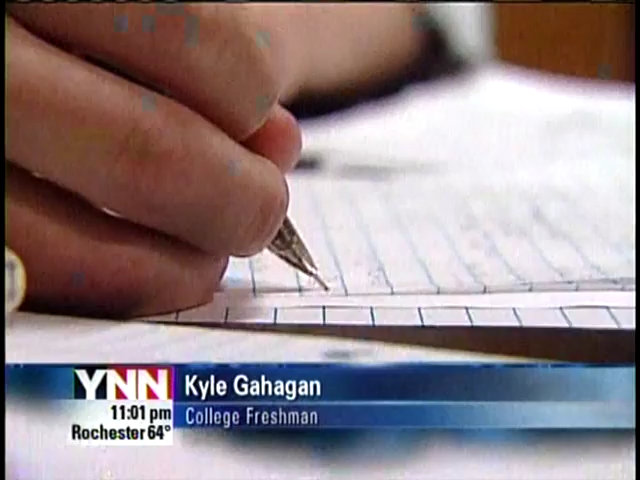 YNN
Kyle Gahagan
College Freshman
11:01 pm
Rochester 64°